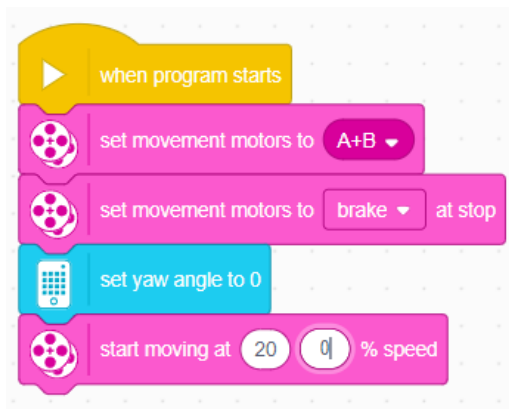 when program starts
set movement motors to A+B
set movement motors to brake at stop
set yaw angle to 0
start moving at 20 0 % speed